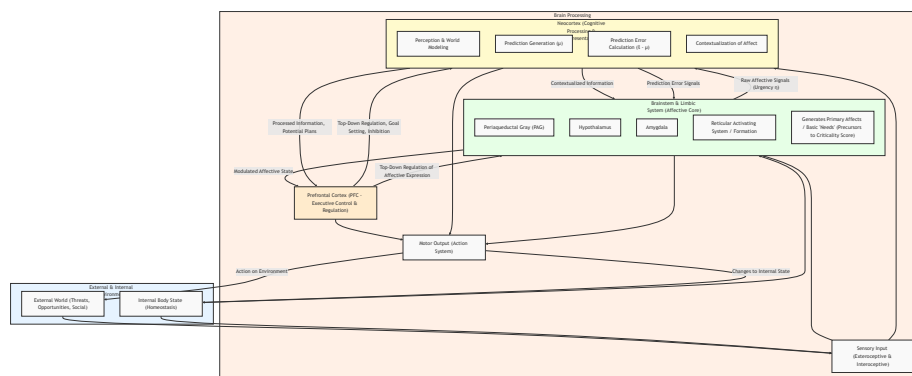 Brain Processing
Neocortex (Cognitive
Processing &
Perception & World
Modeling
Prediction Generation (μ)
Prediction Error
Calculation (δ - μ)
Contextualization of Affect
Contextualized Information
Prediction Error Signals
Raw Affective Signals
(Urgency η)
Brainstem & Limbic
System (Affective Core)
Periaqueductal Gray (PAG)
Hypothalamus
Amygdala
Reticular Activating
System / Formation
Generates Primary Affects
/ Basic 'Needs' (Precursors
to Criticality Score)
Processed Information,
Potential Plans
Top-Down Regulation, Goal
Setting, Inhibition
Modulated Affective State
Top-Down Regulation of
Affective Expression
Prefrontal Cortex (PFC -
Executive Control &
Regulation)
Motor Output (Action
System)
Action on Environment
Changes to Internal State
External & Internal
External World (Threats,
Opportunities, Social)
Internal Body State
(Homeostasis)
Sensory Input
(Exteroceptive &
Interoceptive)